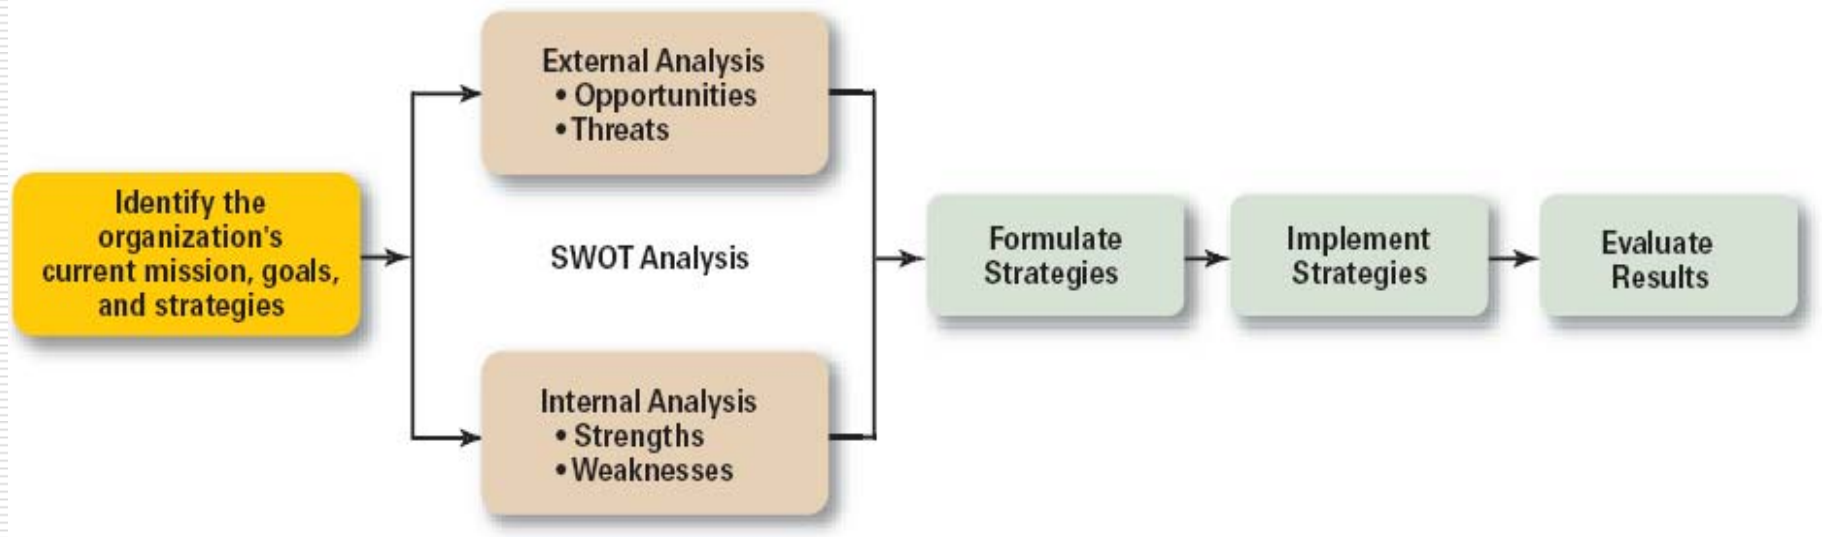 Identify the
organization's
current mission, goals,
and strategies
External Analysis
• Opportunities
• Threats
SWOT Analysis
Internal Analysis
• Strengths
• Weaknesses
Formulate
Strategies
Implement
Strategies
Evaluate
Results